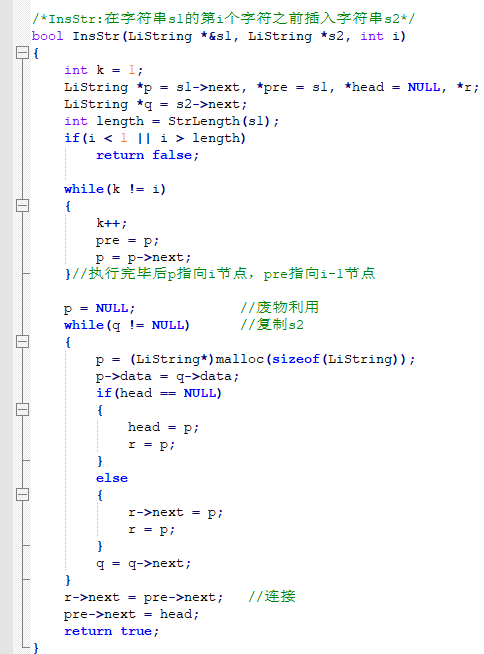 /*InsStr:在字符串s1的第i个字符之前插入字符串s2*/
bool InsStr(LiString *&s1, LiString *s2, int i)
{
    int k = 1;
    LiString *p = s1->next, *pre = s1, *head = NULL, *r;
    LiString *q = s2->next;
    int length = StrLength(s1);
    if(i < 1 || i > length)
        return false;

    while(k != i)
    {
        k++;
        pre = p;
        p = p->next;
    }//执行完毕后p指向i节点，pre指向i-1节点

    p = NULL;             //废物利用
    while(q != NULL)      //复制s2
    {
        p = (LiString*)malloc(sizeof(LiString));
        p->data = q->data;
        if(head == NULL)
        {
            head = p;
            r = p;
        }
        else
        {
            r->next = p;
            r = p;
        }
        q = q->next;
    }
    r->next = pre->next;   //连接
    pre->next = head;
    return true;
}